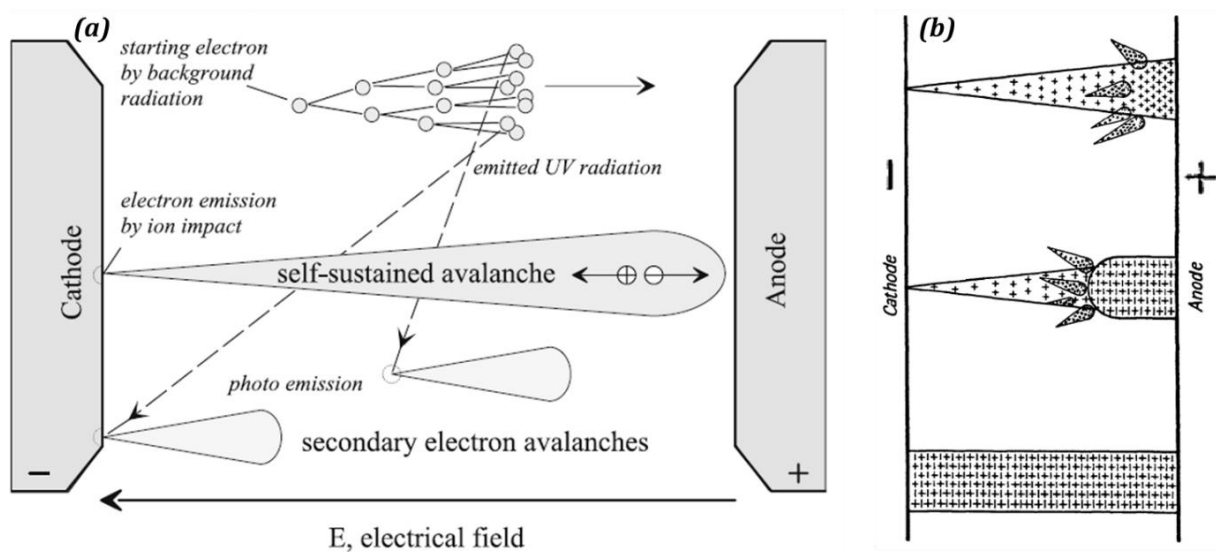 (a)
starting electron
by background
radiation
emitted UV radiation
electron emission
by ion impact
Cathode
self-sustained avalanche
Anode
photo emission
secondary electron avalanches
−
+
E, electrical field
(b)
−
+
Cathode
Anode